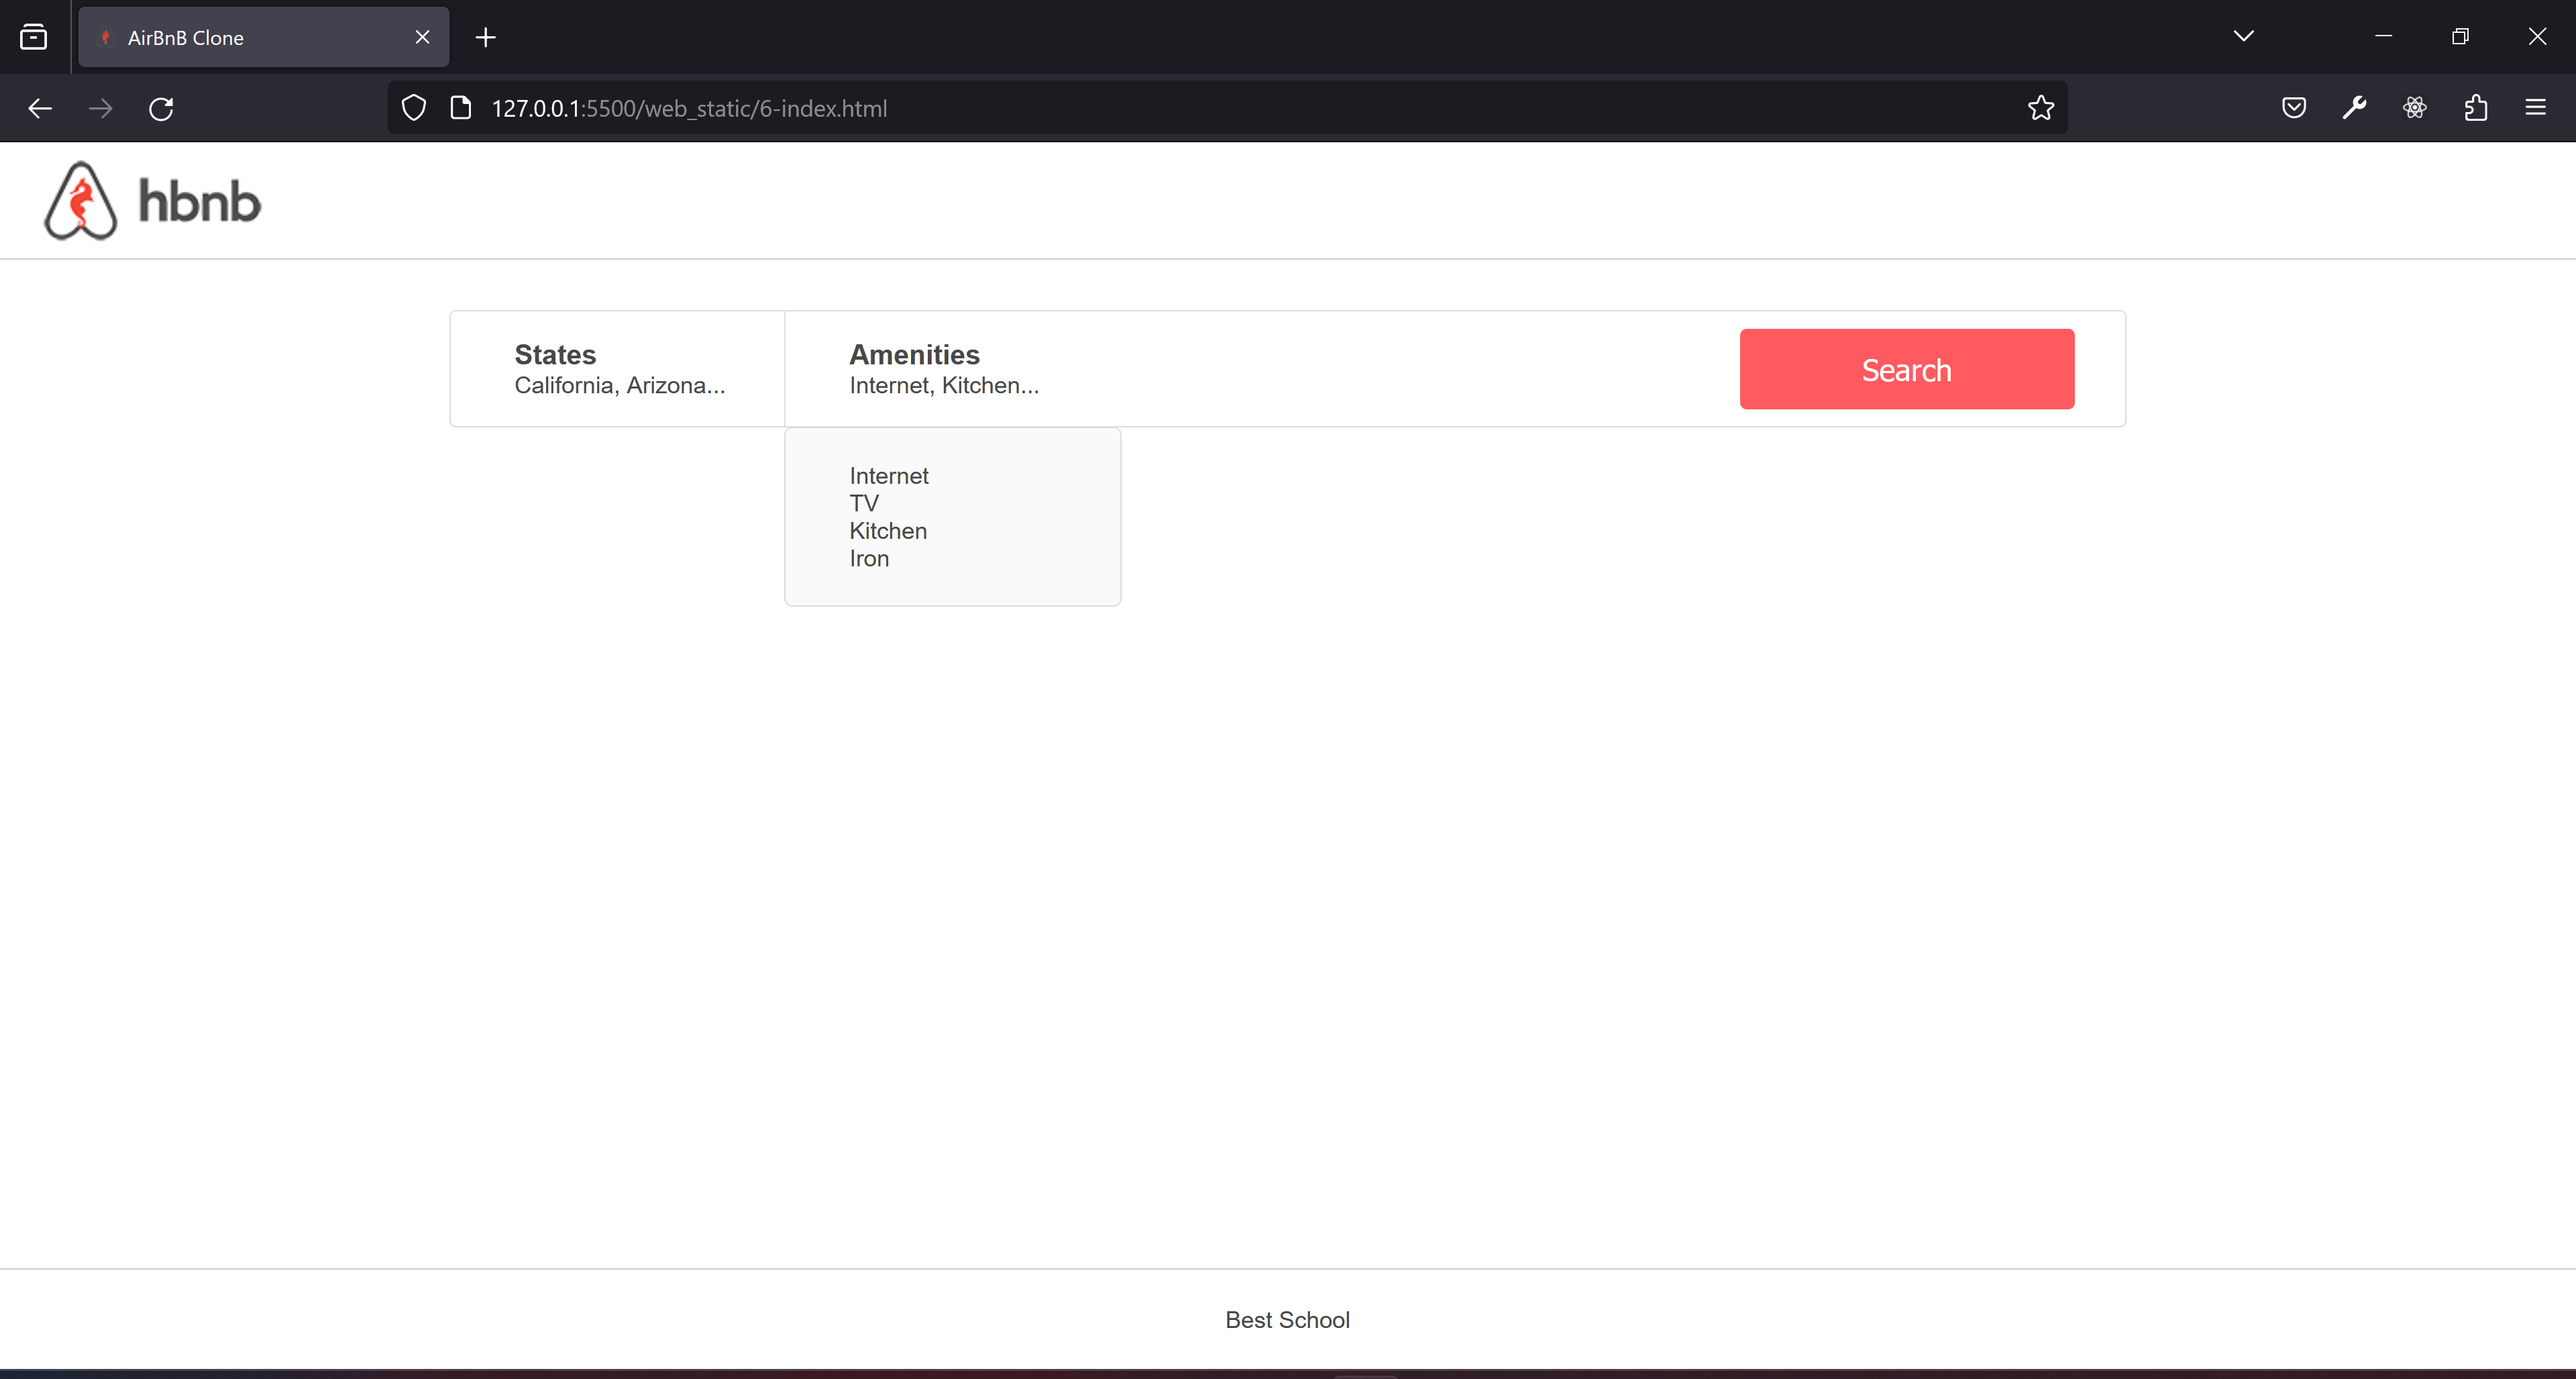 AirBnB Clone
127.0.0.1:5500/web_static/6-index.html
hbnb
States
California, Arizona...
Amenities
Internet, Kitchen...
Search
Internet
TV
Kitchen
Iron
Best School